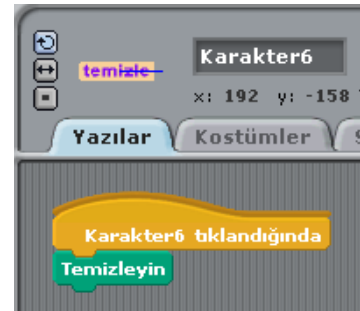 Karakter6
temizle
x: 192 y: -158
Yazılar
Kostümler
S
Karakter6 tıklandığında
Temizleyin